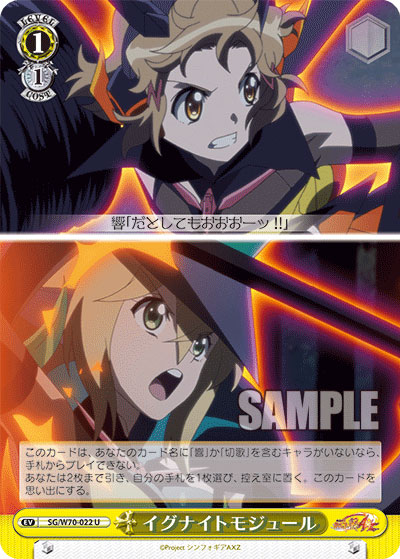 LEVEL
1
1
COST
響「だとしてもおおおーッ!!」
SAMPLE
このカードは、あなたのカード名に「響」か「切歌」を含むキャラがいないなら、
手札からプレイできない。
あなたは2枚まで引き、自分の手札を1枚選び、控え室に置く。このカードを
思い出にする。
EV SG/W70-022 U イグナイトモジュール
©Project シンフォギアAXZ